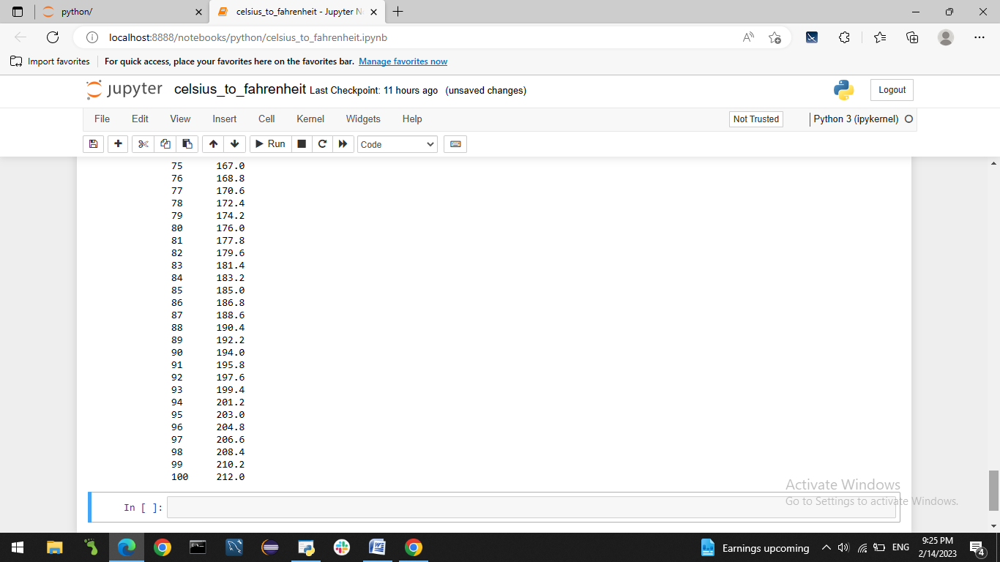 python/
celsius_to_fahrenheit - Jupyter N
localhost:8888/notebooks/python/celsius_to_fahrenheit.ipynb
Import favorites
For quick access, place your favorites here on the favorites bar. Manage favorites now
jupyter celsius_to_fahrenheit Last Checkpoint: 11 hours ago (unsaved changes)
Logout
File Edit View Insert Cell Kernel Widgets Help
Not Trusted
Python 3 (ipykernel)
Run
Code
75 167.0
76 168.8
77 170.6
78 172.4
79 174.2
80 176.0
81 177.8
82 179.6
83 181.4
84 183.2
85 185.0
86 186.8
87 188.6
88 190.4
89 192.2
90 194.0
91 195.8
92 197.6
93 199.4
94 201.2
95 203.0
96 204.8
97 206.6
98 208.4
99 210.2
100 212.0
In [ ]:
Activate Windows
Go to Settings to activate Windows.
Earnings upcoming
ENG
9:25 PM
2/14/2023
4